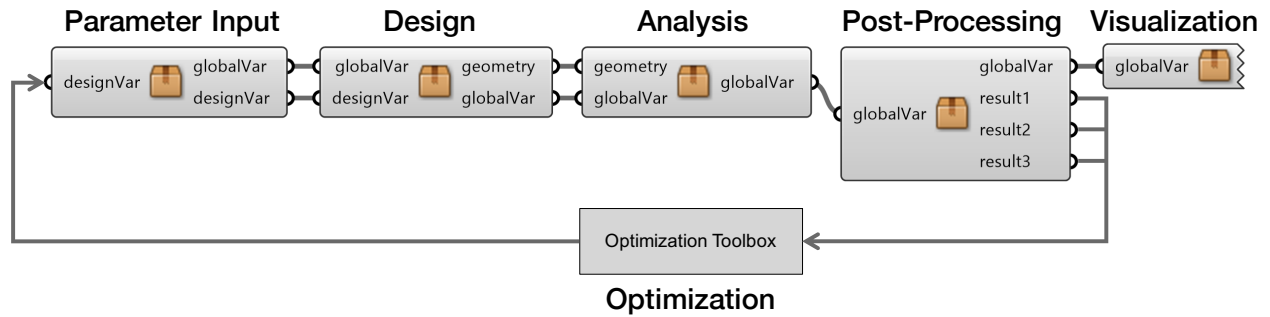 Parameter Input
Design
Analysis
Post-Processing
Visualization
designVar
globalVar
designVar
globalVar
designVar
geometry
globalVar
geometry
globalVar
globalVar
globalVar
globalVar
result1
result2
result3
globalVar
Optimization Toolbox
Optimization